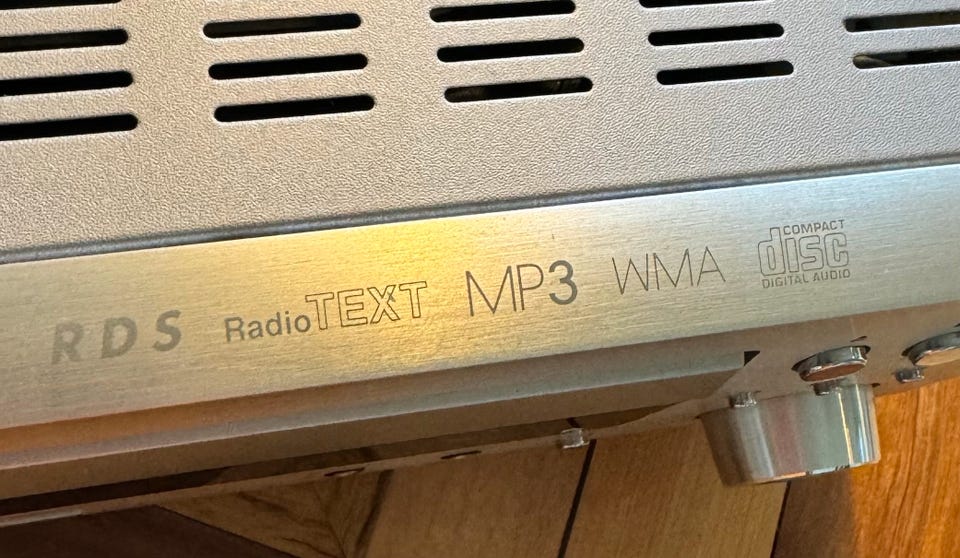 RDS RadioTEXT MP3 WMA COMPACT disc DIGITAL AUDIO